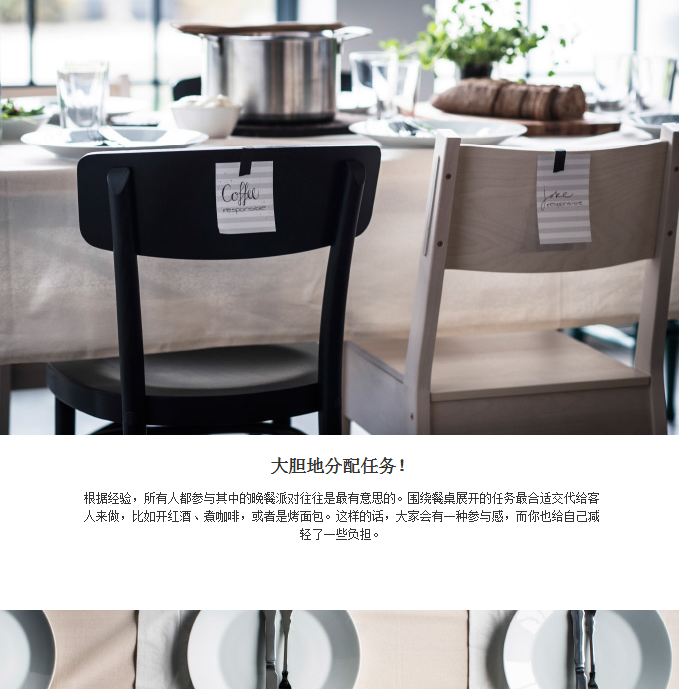 Coffee
responsible
大胆地分配任务！
根据经验，所有人都参与其中的晚餐派对往往是最有意思的。围绕餐桌展开的任务最合适交代给客
人来做，比如开红酒、煮咖啡，或者是烤面包。这样的话，大家会有一种参与感，而你也给自己减
轻了一些负担。